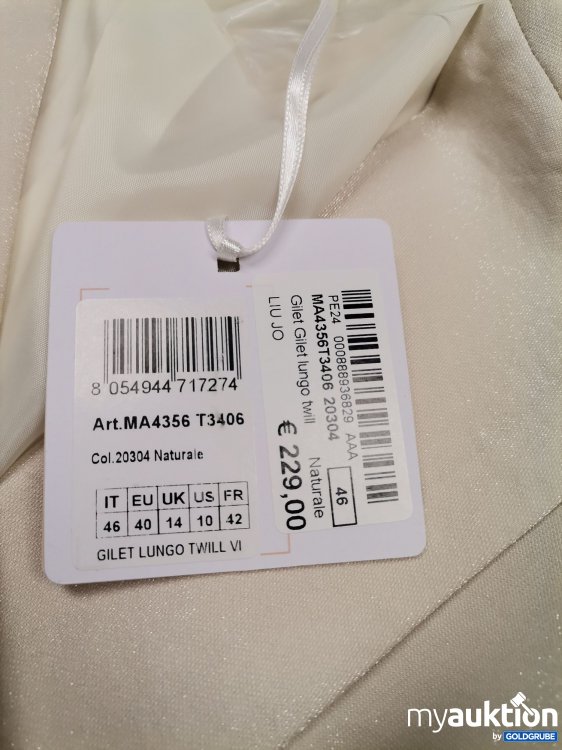 8 054944 717274
Art.MA4356 T3406
Col.20304 Naturale
IT EU UK US FR
46 40 14 10 42
GILET LUNGO TWILL VI
PE24 000888936829 AAA
MA4356T3406 20304
46
Gilet Gilet lungo twill Naturale
LIU JO
€ 229,00
myauktion
by GOLDGRUBE